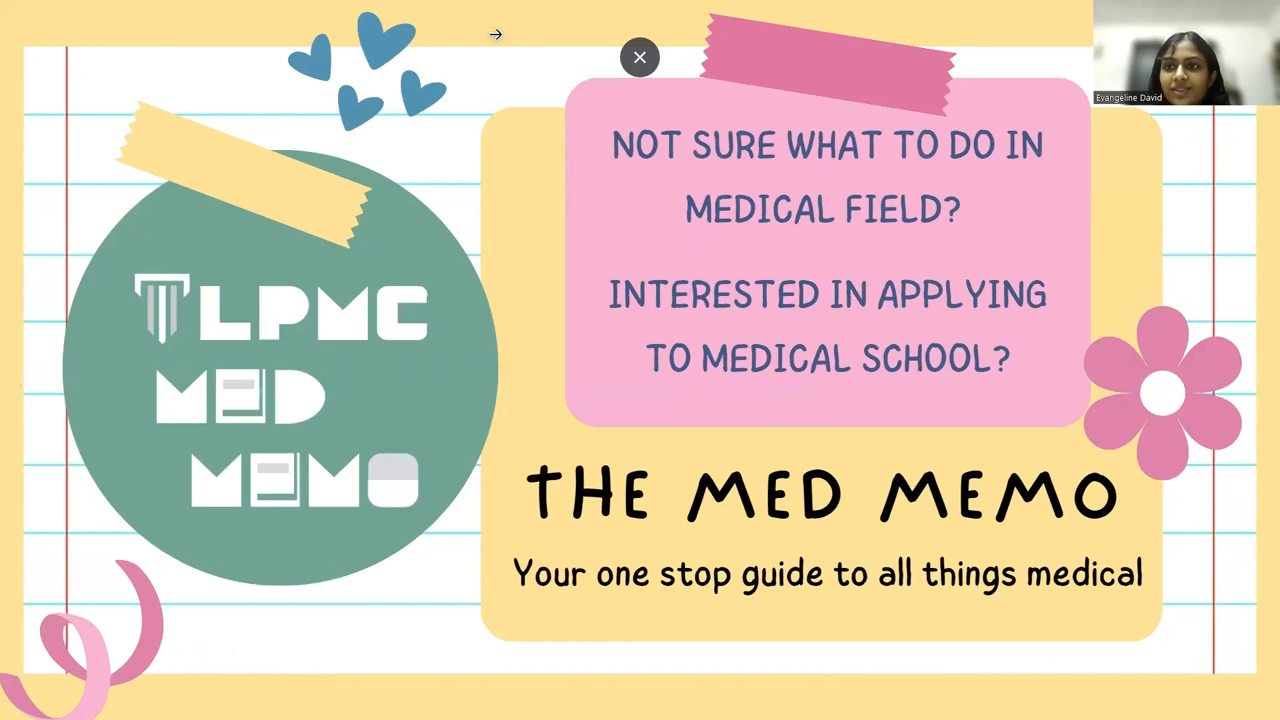 Evangeline David
NOT SURE WHAT TO DO IN
MEDICAL FIELD?
INTERESTED IN APPLYING
TO MEDICAL SCHOOL?
TLPMC
MED
MEMO
THE MED MEMO
Your one stop guide to all things medical